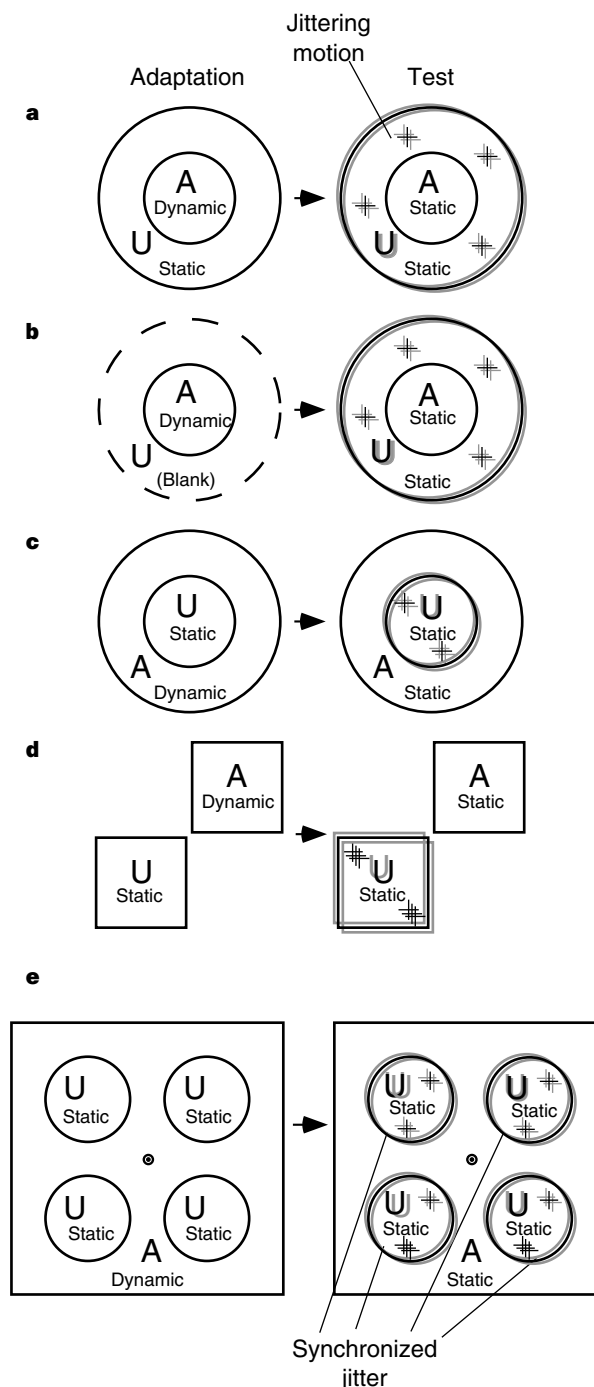 Jittering
motion
Adaptation Test
a
A A
Dynamic Static
U U
Static Static
b
A A
Dynamic Static
U U
(Blank) Static
c
U U
Static Static
A A
Dynamic Static
d
A A
Dynamic Static
U U
Static Static
e
U U U U
Static Static Static Static
U U U U
Static Static Static Static
A A
Dynamic Static
Synchronized
jitter